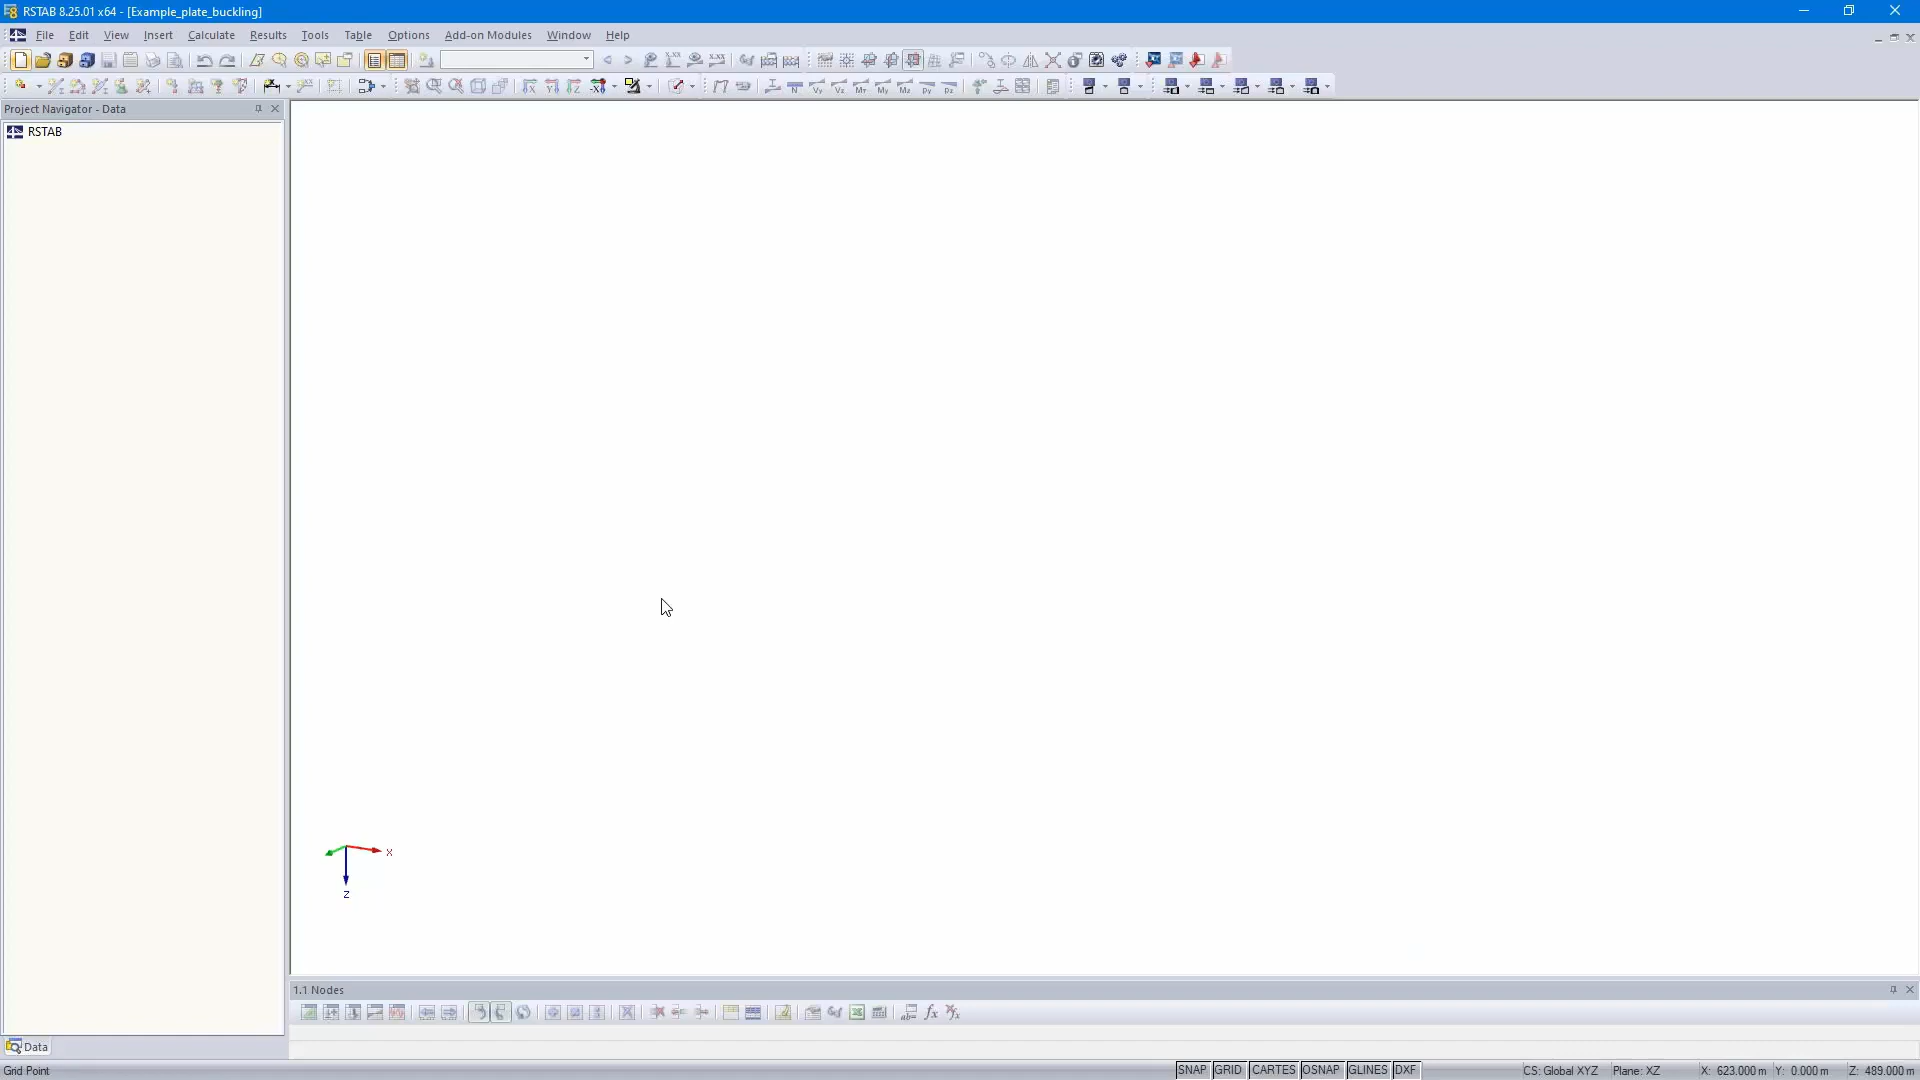 RSTAB 8.25.01 x64 - [Example_plate_buckling]
File Edit View Insert Calculate Results Tools Table Options Add-on Modules Window Help
Project Navigator - Data
RSTAB
X
Z
1.1 Nodes
Data
Grid Point SNAP GRID CARTES OSNAP GLINES DXF CS: Global XYZ Plane: XZ X: 623.000 m Y: 0.000 m Z: 489.000 m